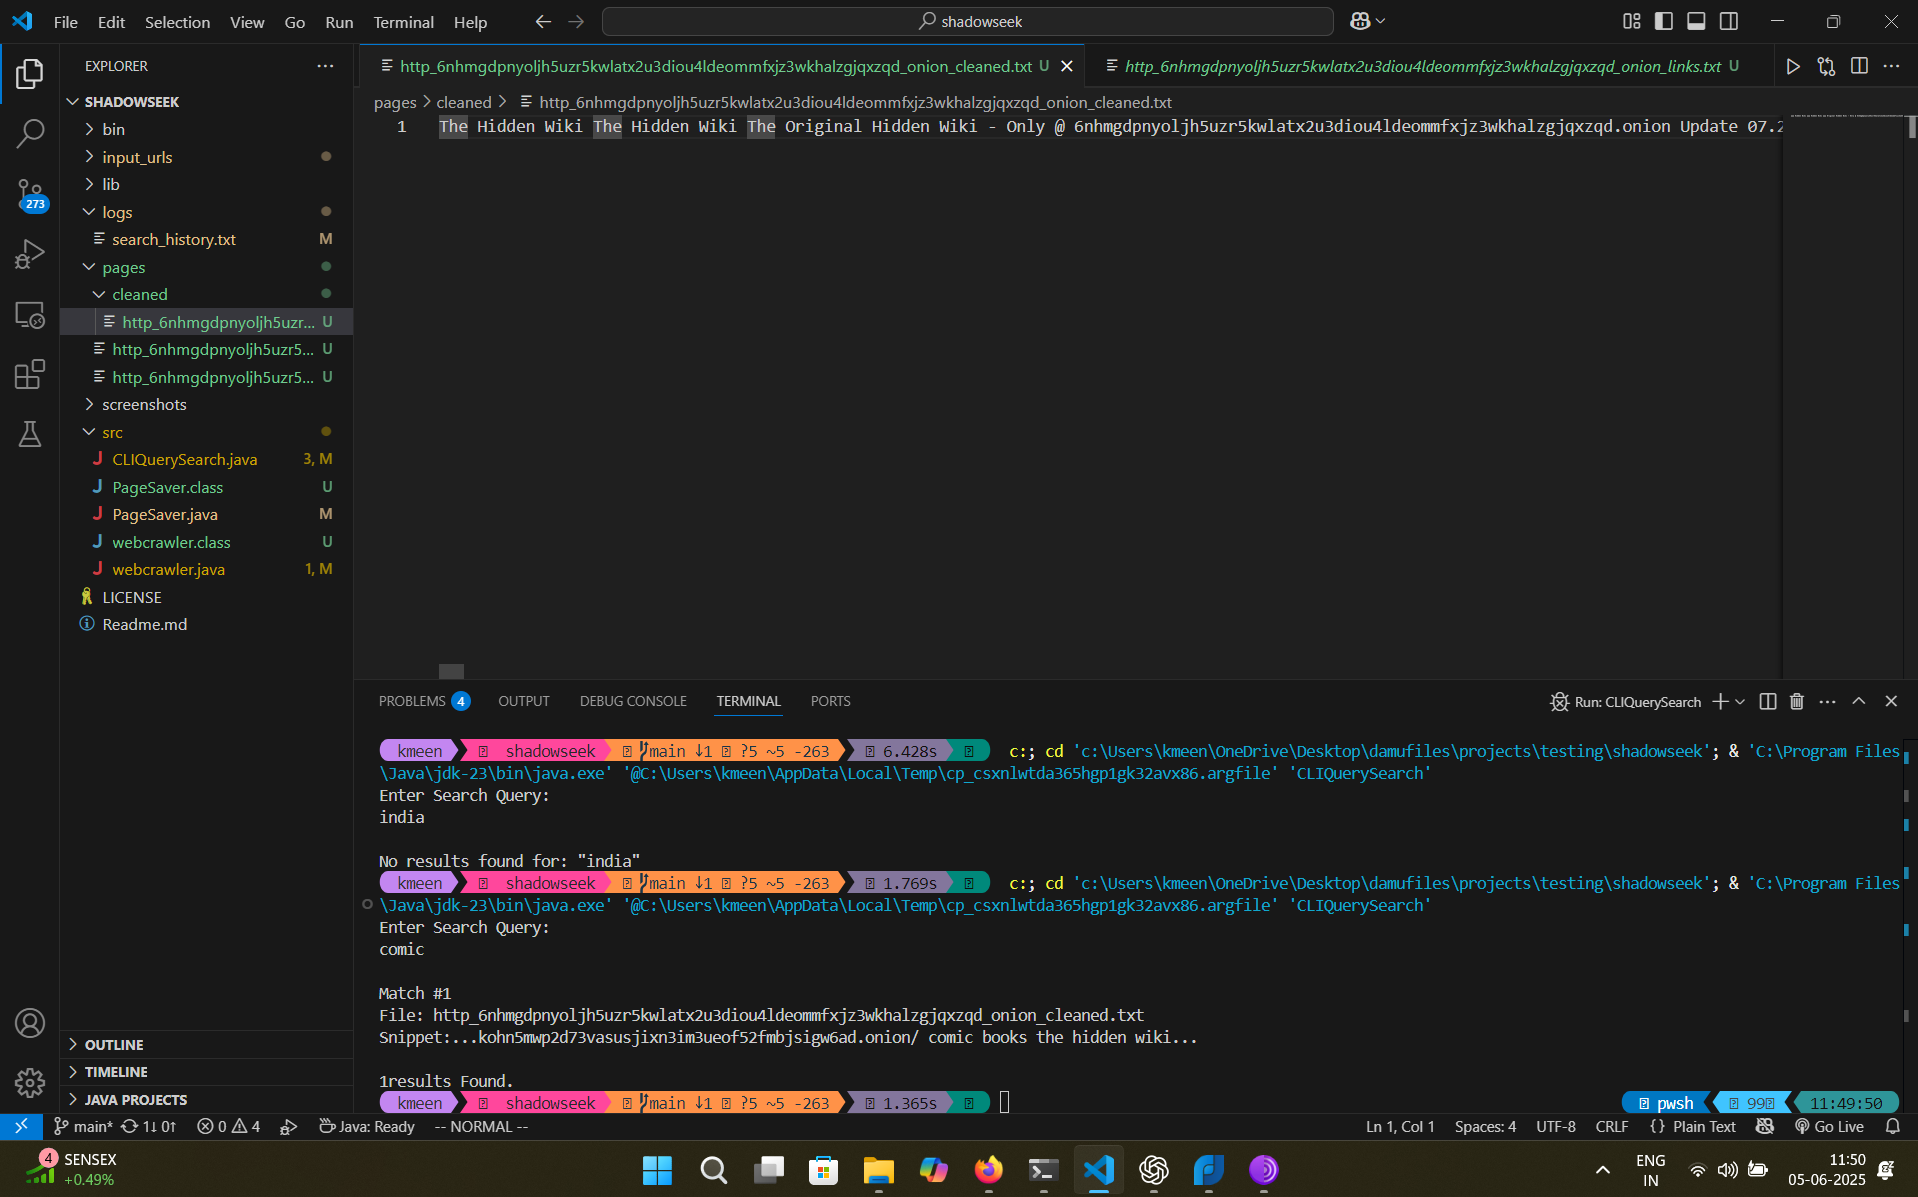 File Edit Selection View Go Run Terminal Help
shadowseek
EXPLORER
SHADOWSEEK
bin
input_urls
lib
logs
search_history.txt M
pages
cleaned
http_6nhmgdpnyoljh5uzr... U
http_6nhmgdpnyoljh5uzr5... U
http_6nhmgdpnyoljh5uzr5... U
screenshots
src
CLIQuerySearch.java 3, M
PageSaver.class U
PageSaver.java M
webcrawler.class U
webcrawler.java 1, M
LICENSE
Readme.md
OUTLINE
TIMELINE
JAVA PROJECTS
273
http_6nhmgdpnyoljh5uzr5kwlatx2u3diou4ldeommfxjz3wkhalzgjqxzqd_onion_cleaned.txt U
http_6nhmgdpnyoljh5uzr5kwlatx2u3diou4ldeommfxjz3wkhalzgjqxzqd_onion_links.txt U
pages > cleaned > http_6nhmgdpnyoljh5uzr5kwlatx2u3diou4ldeommfxjz3wkhalzgjqxzqd_onion_cleaned.txt
1 The Hidden Wiki The Hidden Wiki The Original Hidden Wiki - Only @ 6nhmgdpnyoljh5uzr5kwlatx2u3diou4ldeommfxjz3wkhalzgjqxzqd.onion Update 07.2
PROBLEMS 4 OUTPUT DEBUG CONSOLE TERMINAL PORTS
Run: CLIQuerySearch
kmeen shadowseek main ↓1 ?5 ~5 -263 6.428s c:; cd 'c:\Users\kmeen\OneDrive\Desktop\damufiles\projects\testing\shadowseek'; & 'C:\Program Files
\Java\jdk-23\bin\java.exe' '@C:\Users\kmeen\AppData\Local\Temp\cp_csxnlwtda365hgp1gk32avx86.argfile' 'CLIQuerySearch'
Enter Search Query:
india
No results found for: "india"
kmeen shadowseek main ↓1 ?5 ~5 -263 1.769s c:; cd 'c:\Users\kmeen\OneDrive\Desktop\damufiles\projects\testing\shadowseek'; & 'C:\Program Files
\Java\jdk-23\bin\java.exe' '@C:\Users\kmeen\AppData\Local\Temp\cp_csxnlwtda365hgp1gk32avx86.argfile' 'CLIQuerySearch'
Enter Search Query:
comic
Match #1
File: http_6nhmgdpnyoljh5uzr5kwlatx2u3diou4ldeommfxjz3wkhalzgjqxzqd_onion_cleaned.txt
Snippet:...kohn5mwp2d73vasusjixn3im3ueof52fmbjsigw6ad.onion/ comic books the hidden wiki...
1results Found.
kmeen shadowseek main ↓1 ?5 ~5 -263 1.365s
pwsh 99 11:49:50
main* 1↓ 0↑ 0 4 Java: Ready -- NORMAL --
Ln 1, Col 1 Spaces: 4 UTF-8 CRLF {} Plain Text Go Live
4 SENSEX
+0.49%
ENG
IN
11:50
05-06-2025